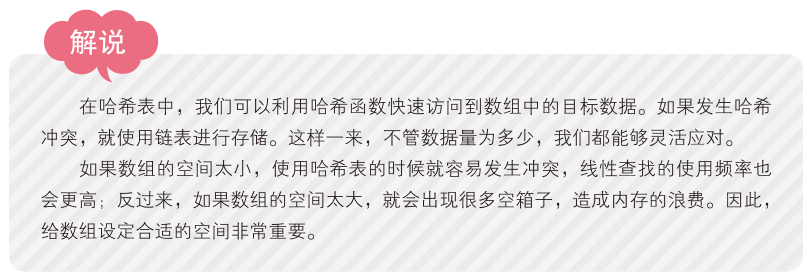 解说
在哈希表中，我们可以利用哈希函数快速访问到数组中的目标数据。如果发生哈希
冲突，就使用链表进行存储。这样一来，不管数据量为多少，我们都能够灵活应对。
如果数组的空间太小，使用哈希表的时候就容易发生冲突，线性查找的使用频率也
会更高；反过来，如果数组的空间太大，就会出现很多空箱子，造成内存的浪费。因此，
给数组设定合适的空间非常重要。